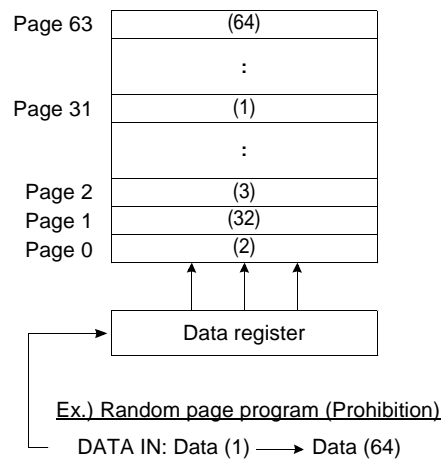 Page 63 (64)
:
Page 31 (1)
:
Page 2 (3)
Page 1 (32)
Page 0 (2)
Data register
Ex.) Random page program (Prohibition)
DATA IN: Data (1) → Data (64)